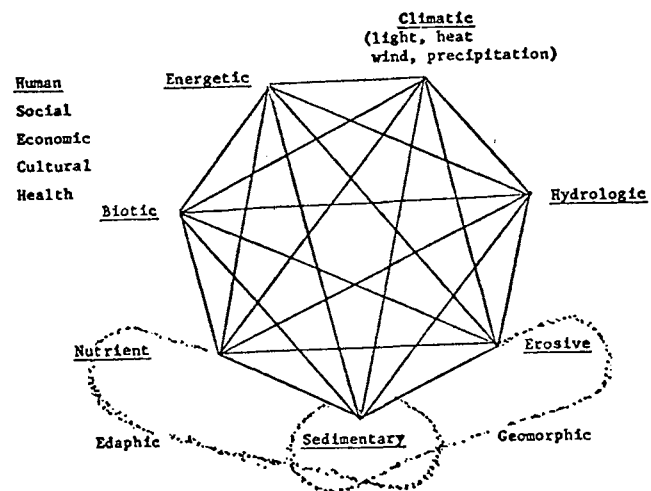 Climatic
(light, heat
wind, precipitation)
Human
Energetic
Social
Economic
Cultural
Health
Biotic
Hydrologic
Nutrient
Erosive
Edaphic
Sedimentary
Geomorphic